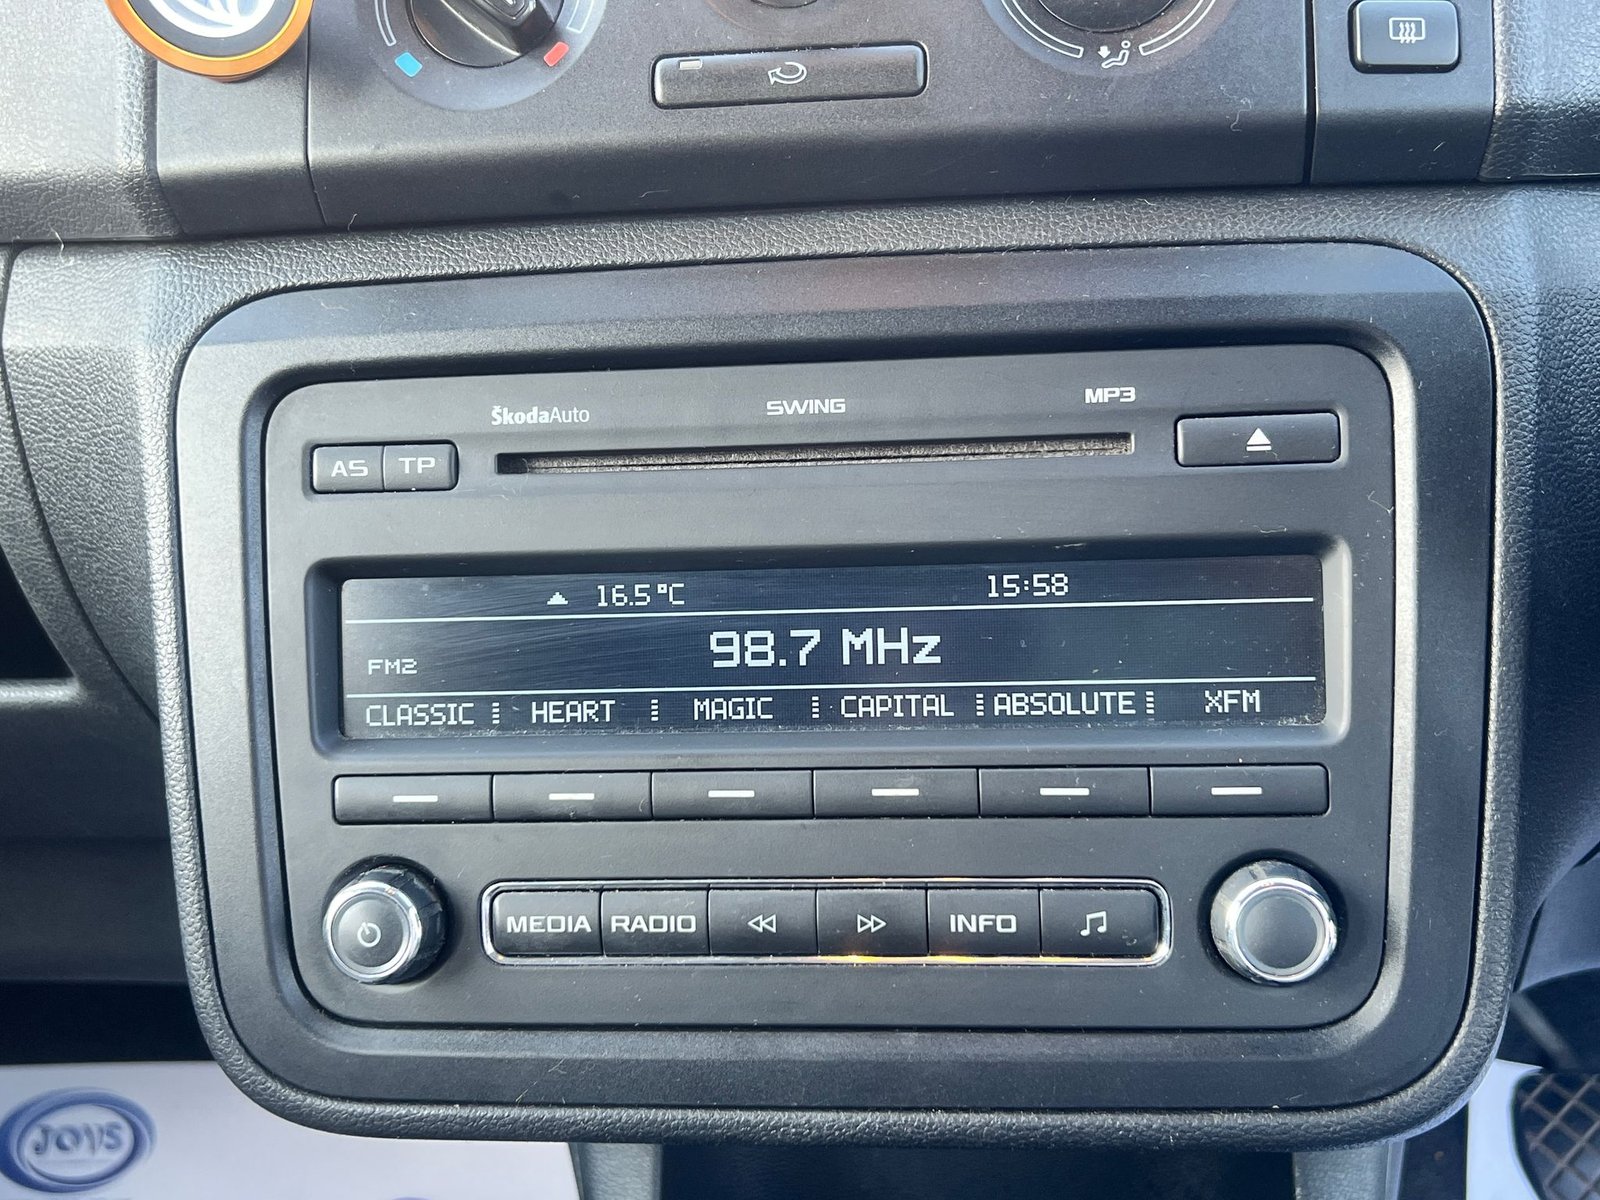 ŠkodaAuto SWING MP3
AS TP
16.5°C 15:58
98.7 MHz
FM2
CLASSIC HEART MAGIC CAPITAL ABSOLUTE XFM
MEDIA RADIO INFO
JOYS